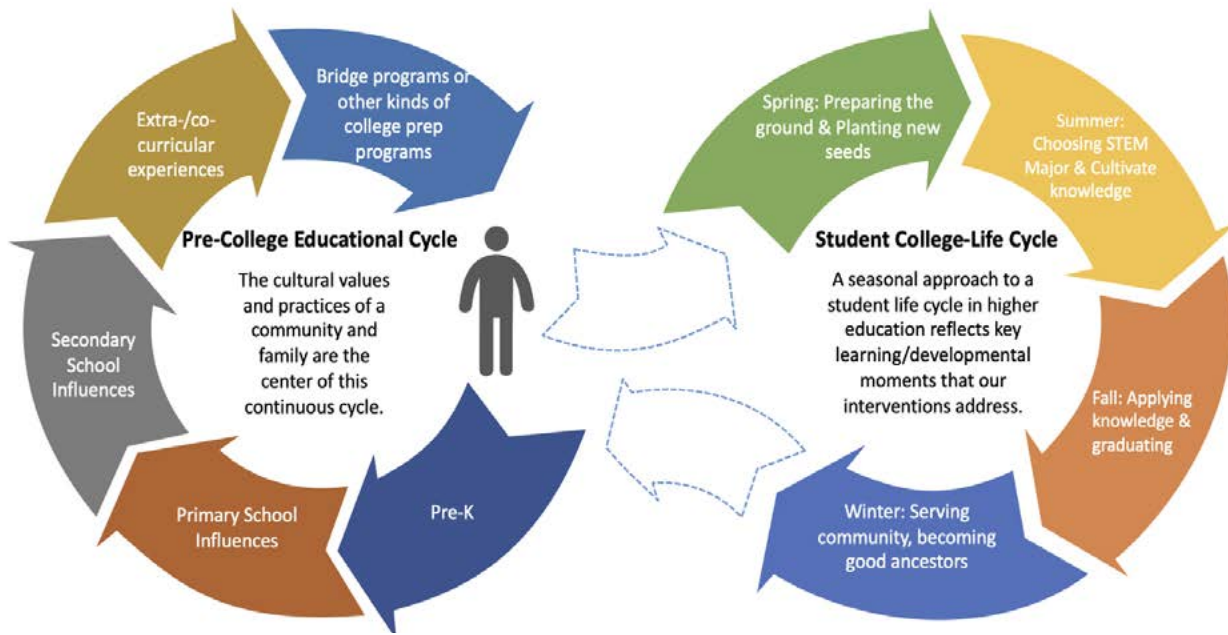 Bridge programs or
other kinds of
college prep
programs
Extra-/co-
curricular
experiences
Secondary
School
Influences
Primary School
Influences
Pre-K
Pre-College Educational Cycle
The cultural values
and practices of a
community and
family are the
center of this
continuous cycle.
Spring: Preparing the
ground & Planting new
seeds
Summer:
Choosing STEM
Major & Cultivate
knowledge
Fall: Applying
knowledge &
graduating
Winter: Serving
community, becoming
good ancestors
Student College-Life Cycle
A seasonal approach to a
student life cycle in higher
education reflects key
learning/developmental
moments that our
interventions address.